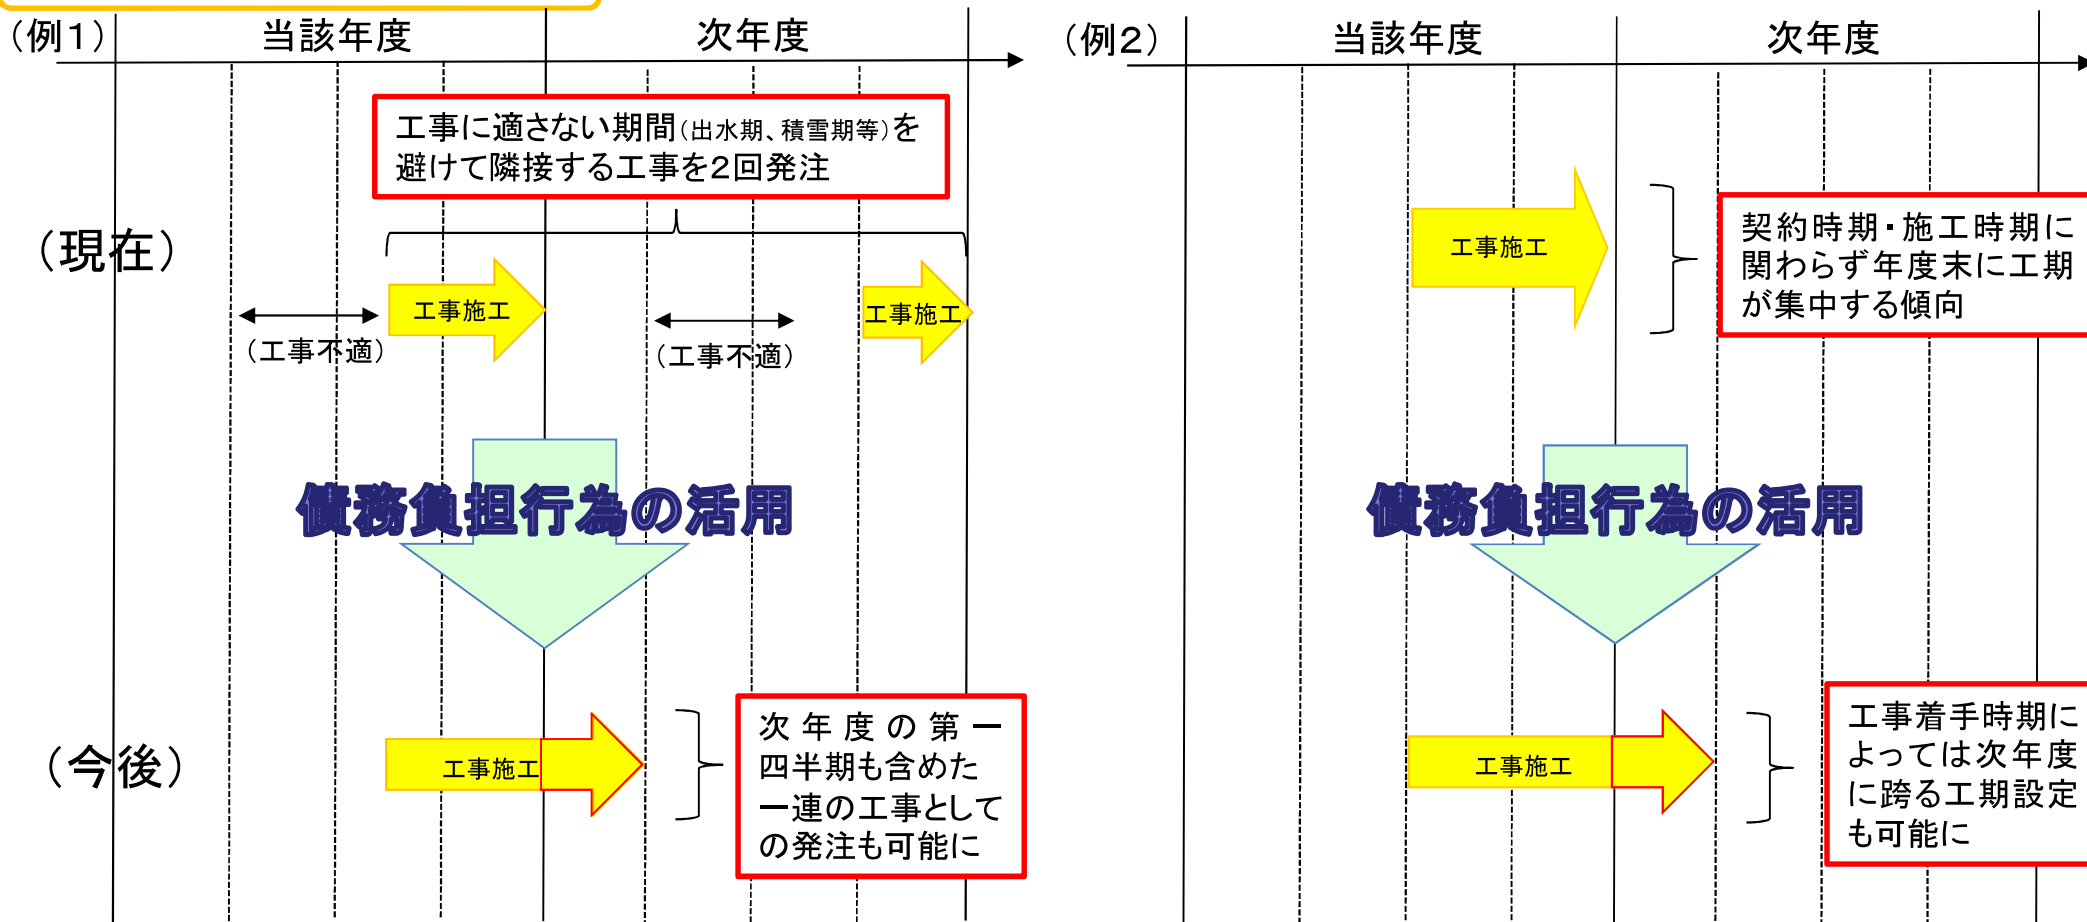 （例１）
当該年度
次年度
工事に適さない期間（出水期、積雪期等）を
避けて隣接する工事を２回発注
（現在）
工事施工
工事施工
（工事不適）
（工事不適）
債務負担行為の活用
（今後）
工事施工
次年度の第一
四半期も含めた
一連の工事として
の発注も可能に
（例２）
当該年度
次年度
工事施工
契約時期・施工時期に
関わらず年度末に工期
が集中する傾向
債務負担行為の活用
工事施工
工事着手時期に
よっては次年度
に跨る工期設定
も可能に